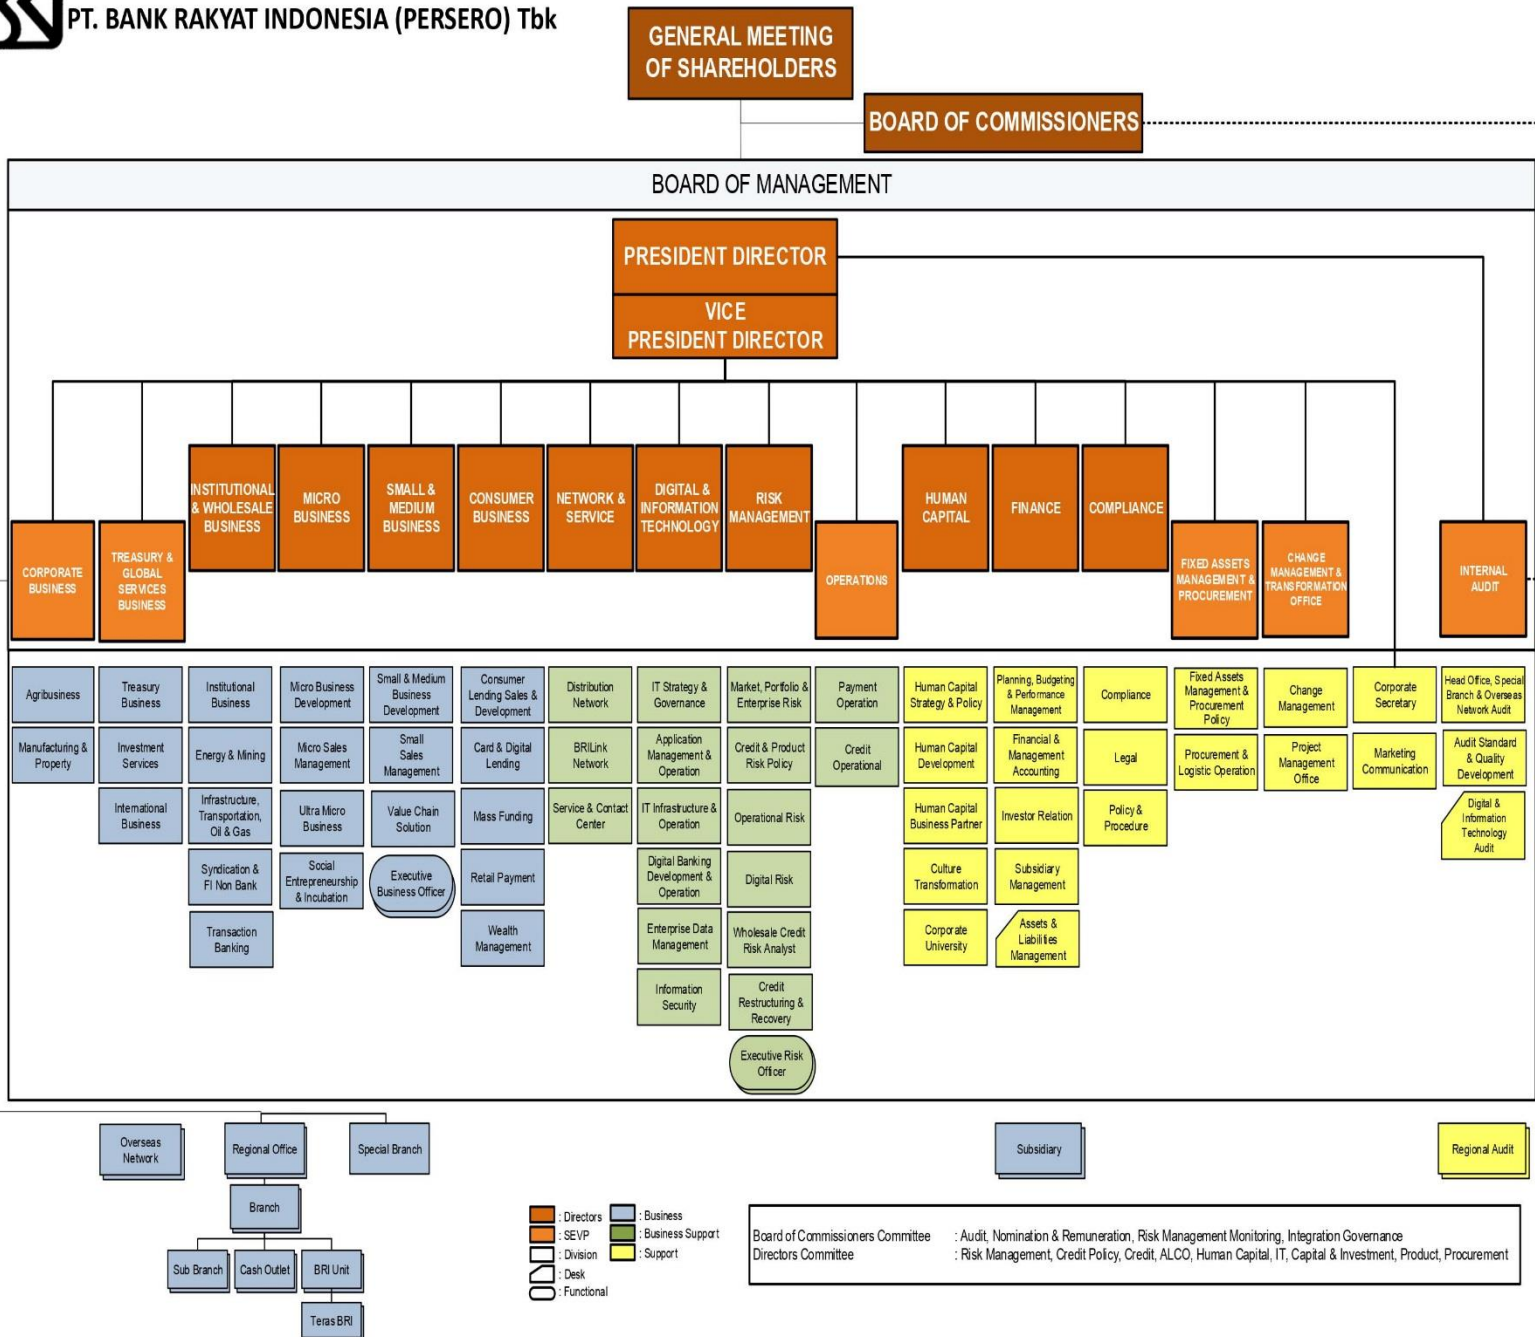 PT. BANK RAKYAT INDONESIA (PERSERO) Tbk
GENERAL MEETING
OF SHAREHOLDERS
BOARD OF COMMISSIONERS
BOARD OF MANAGEMENT
PRESIDENT DIRECTOR
VICE
PRESIDENT DIRECTOR
CORPORATE
BUSINESS
TREASURY &
GLOBAL
SERVICES
BUSINESS
INSTITUTIONAL
& WHOLESALE
BUSINESS
MICRO
BUSINESS
SMALL &
MEDIUM
BUSINESS
CONSUMER
BUSINESS
NETWORK &
SERVICE
DIGITAL &
INFORMATION
TECHNOLOGY
RISK
MANAGEMENT
OPERATIONS
HUMAN
CAPITAL
FINANCE
COMPLIANCE
FIXED ASSETS
MANAGEMENT &
PROCUREMENT
CHANGE
MANAGEMENT &
TRANSFORMATION
OFFICE
INTERNAL
AUDIT
Agribusiness
Manufacturing &
Property
Treasury
Business
Investment
Services
International
Business
Institutional
Business
Energy & Mining
Infrastructure,
Transportation,
Oil & Gas
Syndication &
FI Non Bank
Transaction
Banking
Micro Business
Development
Micro Sales
Management
Ultra Micro
Business
Social
Entrepreneurship
& Incubation
Small & Medium
Business
Development
Small
Sales
Management
Value Chain
Solution
Executive
Business Officer
Consumer
Lending Sales &
Development
Card & Digital
Lending
Mass Funding
Retail Payment
Wealth
Management
Distribution
Network
BRILink
Network
Service & Contact
Center
IT Strategy &
Governance
Application
Management &
Operation
IT Infrastructure &
Operation
Digital Banking
Development &
Operation
Enterprise Data
Management
Information
Security
Market, Portfolio &
Enterprise Risk
Credit & Product
Risk Policy
Operational Risk
Digital Risk
Wholesale Credit
Risk Analyst
Credit
Restructuring &
Recovery
Executive Risk
Officer
Payment
Operation
Credit
Operational
Human Capital
Strategy & Policy
Human Capital
Development
Human Capital
Business Partner
Culture
Transformation
Corporate
University
Planning, Budgeting
& Performance
Management
Financial &
Management
Accounting
Investor Relation
Subsidiary
Management
Assets &
Liabilities
Management
Compliance
Legal
Policy &
Procedure
Fixed Assets
Management &
Procurement
Policy
Procurement &
Logistic Operation
Change
Management
Project
Management
Office
Corporate
Secretary
Marketing
Communication
Head Office, Special
Branch & Overseas
Network Audit
Audit Standard
& Quality
Development
Digital &
Information
Technology
Audit
Overseas
Network
Regional Office
Special Branch
Branch
Sub Branch
Cash Outlet
BRI Unit
Teras BRI
Subsidiary
Regional Audit
: Directors
: SEVP
: Division
: Desk
: Functional
: Business
: Business Support
: Support
Board of Commissioners Committee : Audit, Nomination & Remuneration, Risk Management Monitoring, Integration Governance
Directors Committee : Risk Management, Credit Policy, Credit, ALCO, Human Capital, IT, Capital & Investment, Product, Procurement